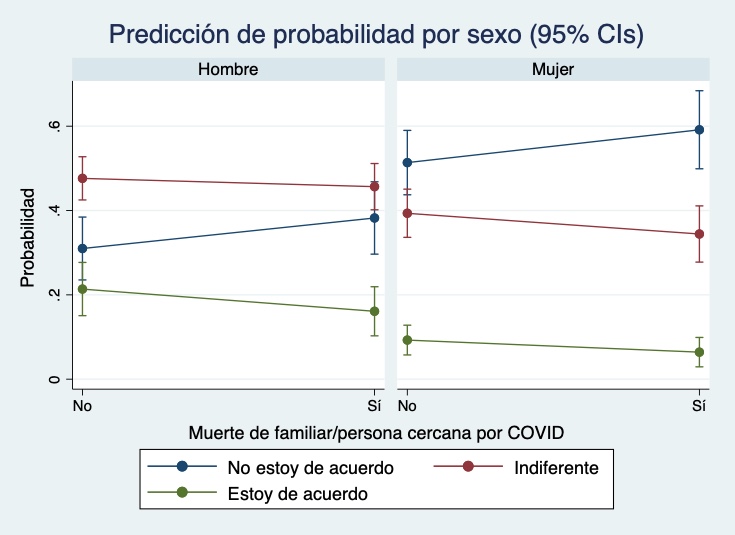 Predicción de probabilidad por sexo (95% CIs)
Hombre
Mujer
Probabilidad
.6
.4
.2
0
No
Sí
No
Sí
Muerte de familiar/persona cercana por COVID
No estoy de acuerdo
Indiferente
Estoy de acuerdo